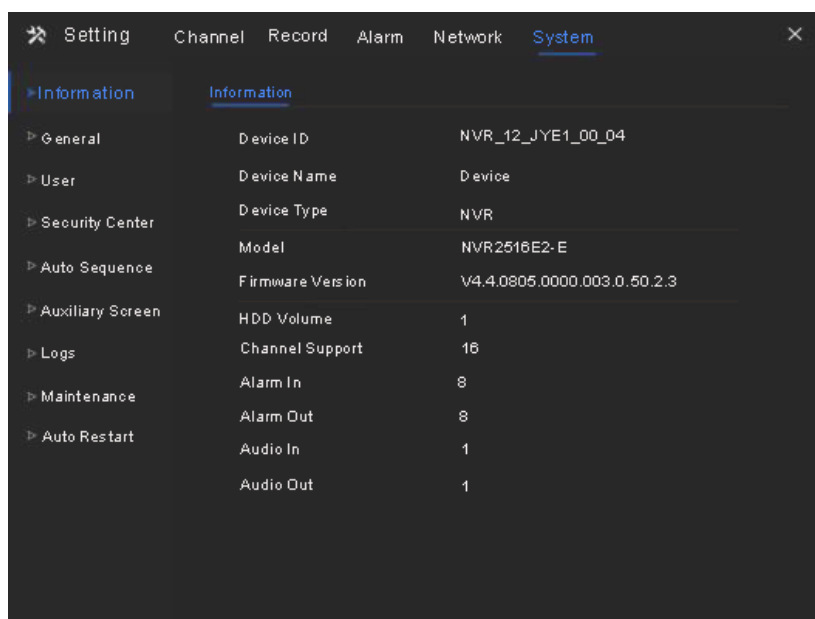 Setting Channel Record Alarm Network System
Information
General
User
Security Center
Auto Sequence
Auxiliary Screen
Logs
Maintenance
Auto Restart
Information
Device ID NVR_12_JYE1_00_04
Device Name Device
Device Type NVR
Model NVR2516E2-E
Firmware Version V4.4.0805.0000.003.0.50.2.3
HDD Volume 1
Channel Support 16
Alarm In 8
Alarm Out 8
Audio In 1
Audio Out 1